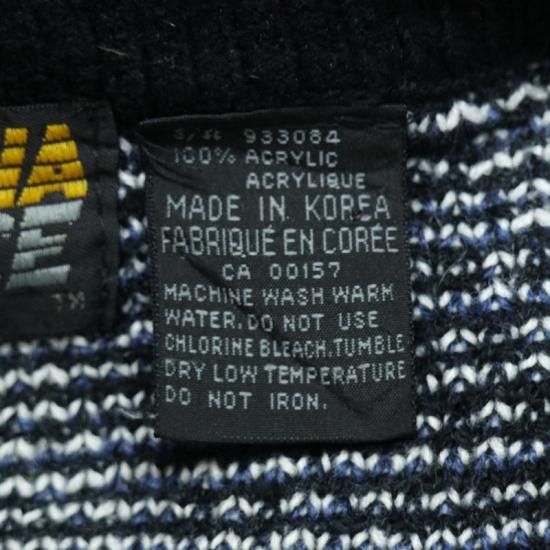 S/# 933084
100% ACRYLIC
ACRYLIQUE
MADE IN KOREA
FABRIQUÉ EN CORÉE
CA 00157
MACHINE WASH WARM
WATER. DO NOT USE
CHLORINE BLEACH. TUMBLE
DRY LOW TEMPERATURE
DO NOT IRON.
TM